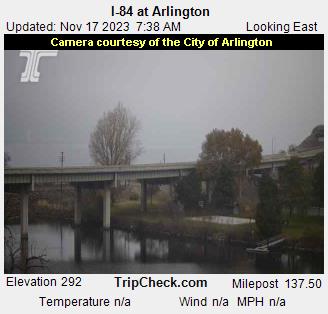 I-84 at Arlington
Updated: Nov 17 2023 7:38 AM Looking East
Camera courtesy of the City of Arlington
Elevation 292 TripCheck.com Milepost 137.50
Temperature n/a Wind n/a MPH n/a